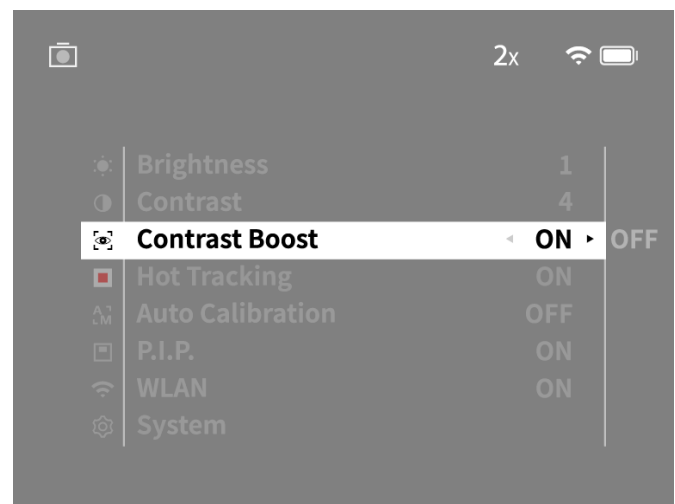 2x
Brightness 1
Contrast 4
Contrast Boost ON OFF
Hot Tracking ON
Auto Calibration OFF
P.I.P. ON
WLAN ON
System